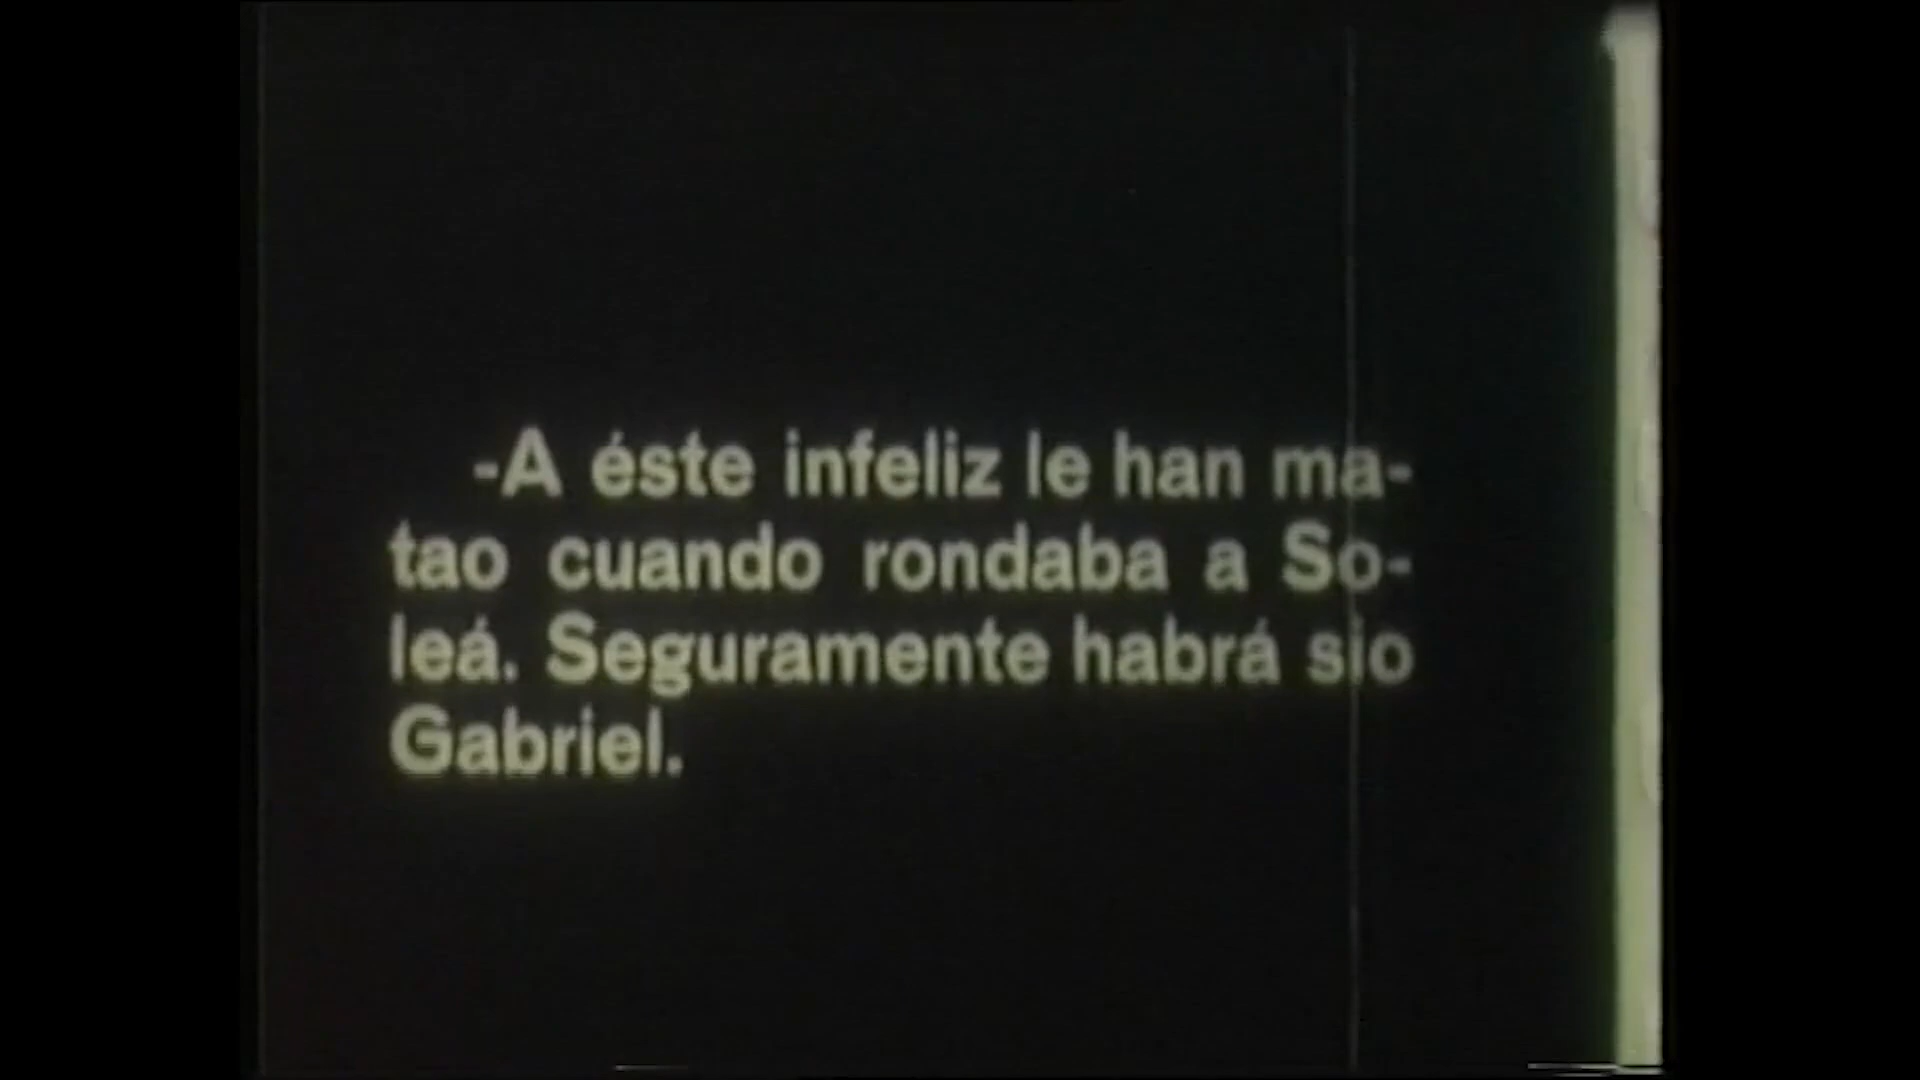 -A éste infeliz le han ma-
tao cuando rondaba a So-
leá. Seguramente habrá sio
Gabriel.